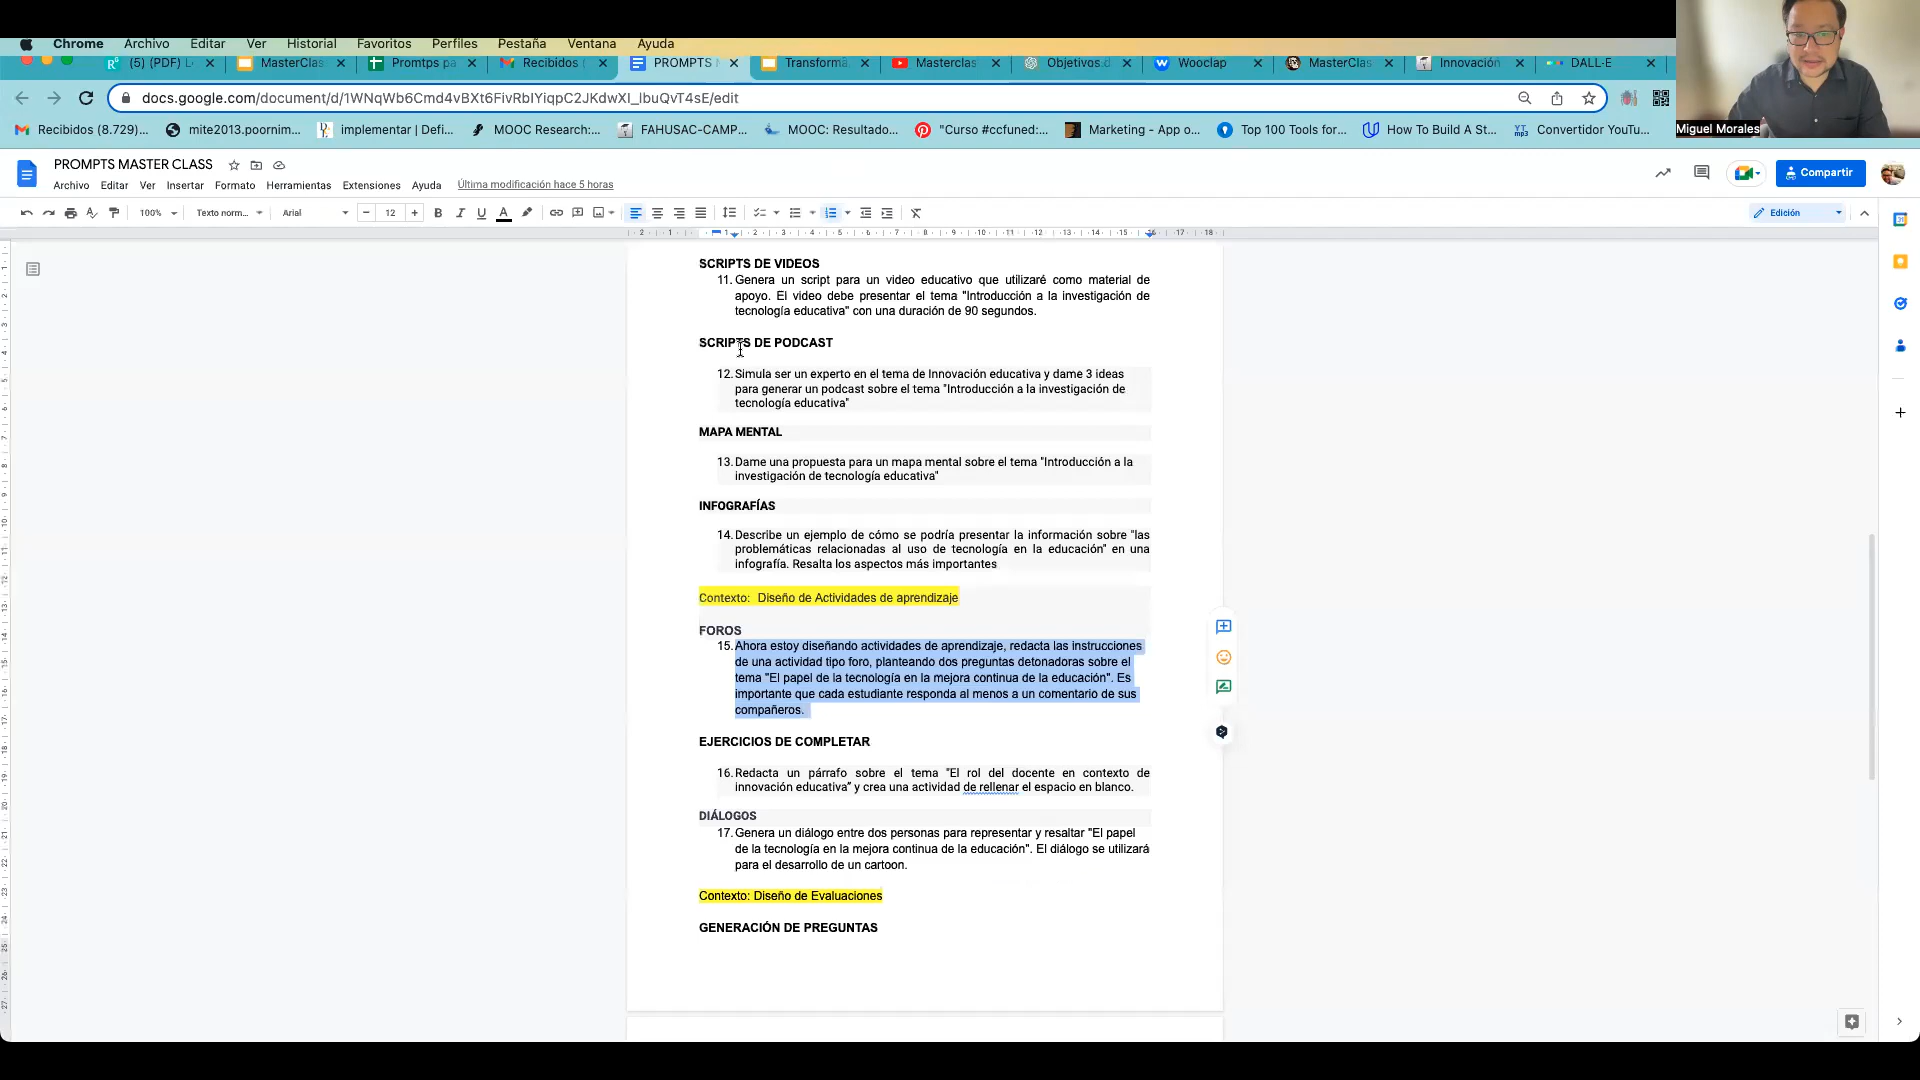 Chrome Archivo Editar Ver Historial Favoritos Perfiles Pestaña Ventana Ayuda
(5) (PDF) L MasterClas Promtps pa Recibidos ( PROMPTS M Transforma Masterclas Objetivos d Wooclap MasterClas Innovación DALL·E
docs.google.com/document/d/1WNqWb6Cmd4vBXt6FivRbIYiqpC2JKdwXI_lbuQvT4sE/edit
Miguel Morales
Recibidos (8.729)... mite2013.poornim... implementar | Defi... MOOC Research:... FAHUSAC-CAMP... MOOC: Resultado... "Curso #ccfuned:... Marketing - App o... Top 100 Tools for... How To Build A St... Convertidor YouTu...
PROMPTS MASTER CLASS
Compartir
Archivo Editar Ver Insertar Formato Herramientas Extensiones Ayuda Última modificación hace 5 horas
100% Texto norm... Arial 12 Edición
SCRIPTS DE VIDEOS
11. Genera un script para un video educativo que utilizaré como material de
apoyo. El video debe presentar el tema "Introducción a la investigación de
tecnología educativa" con una duración de 90 segundos.
SCRIPTS DE PODCAST
12. Simula ser un experto en el tema de Innovación educativa y dame 3 ideas
para generar un podcast sobre el tema "Introducción a la investigación de
tecnología educativa"
MAPA MENTAL
13. Dame una propuesta para un mapa mental sobre el tema "Introducción a la
investigación de tecnología educativa"
INFOGRAFÍAS
14. Describe un ejemplo de cómo se podría presentar la información sobre "las
problemáticas relacionadas al uso de tecnología en la educación" en una
infografía. Resalta los aspectos más importantes
Contexto: Diseño de Actividades de aprendizaje
FOROS
15. Ahora estoy diseñando actividades de aprendizaje, redacta las instrucciones
de una actividad tipo foro, planteando dos preguntas detonadoras sobre el
tema "El papel de la tecnología en la mejora continua de la educación". Es
importante que cada estudiante responda al menos a un comentario de sus
compañeros.
EJERCICIOS DE COMPLETAR
16. Redacta un párrafo sobre el tema "El rol del docente en contexto de
innovación educativa" y crea una actividad de rellenar el espacio en blanco.
DIÁLOGOS
17. Genera un diálogo entre dos personas para representar y resaltar "El papel
de la tecnología en la mejora continua de la educación". El diálogo se utilizará
para el desarrollo de un cartoon.
Contexto: Diseño de Evaluaciones
GENERACIÓN DE PREGUNTAS